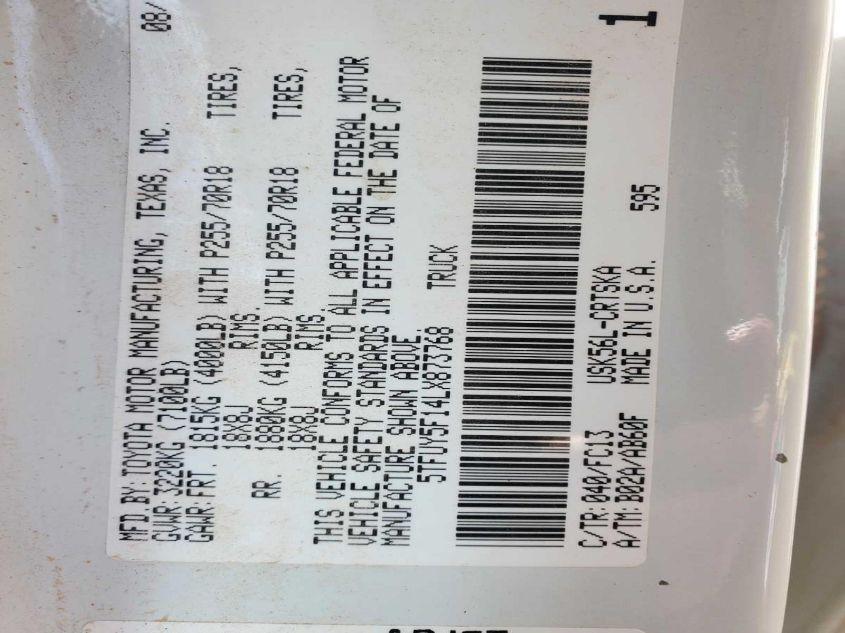 MFD BY: TOYOTA MOTOR MANUFACTURING, TEXAS, INC. 08/
GVWR: 3220KG (7100LB)
GAWR: FRT. 1815KG (4000LB) WITH P255/70R18 TIRES,
18X8J RIMS.
RR. 1880KG (4150LB) WITH P255/70R18 TIRES,
18X8J RIMS.
THIS VEHICLE CONFORMS TO ALL APPLICABLE FEDERAL MOTOR
VEHICLE SAFETY STANDARDS IN EFFECT ON THE DATE OF
MANUFACTURE SHOWN ABOVE.
5TFUY5F14LX873768 TRUCK
C/TR: 040/FC13 USK56L-CRTSKA
A/TM: B02A/AB60F MADE IN U.S.A. 595 1